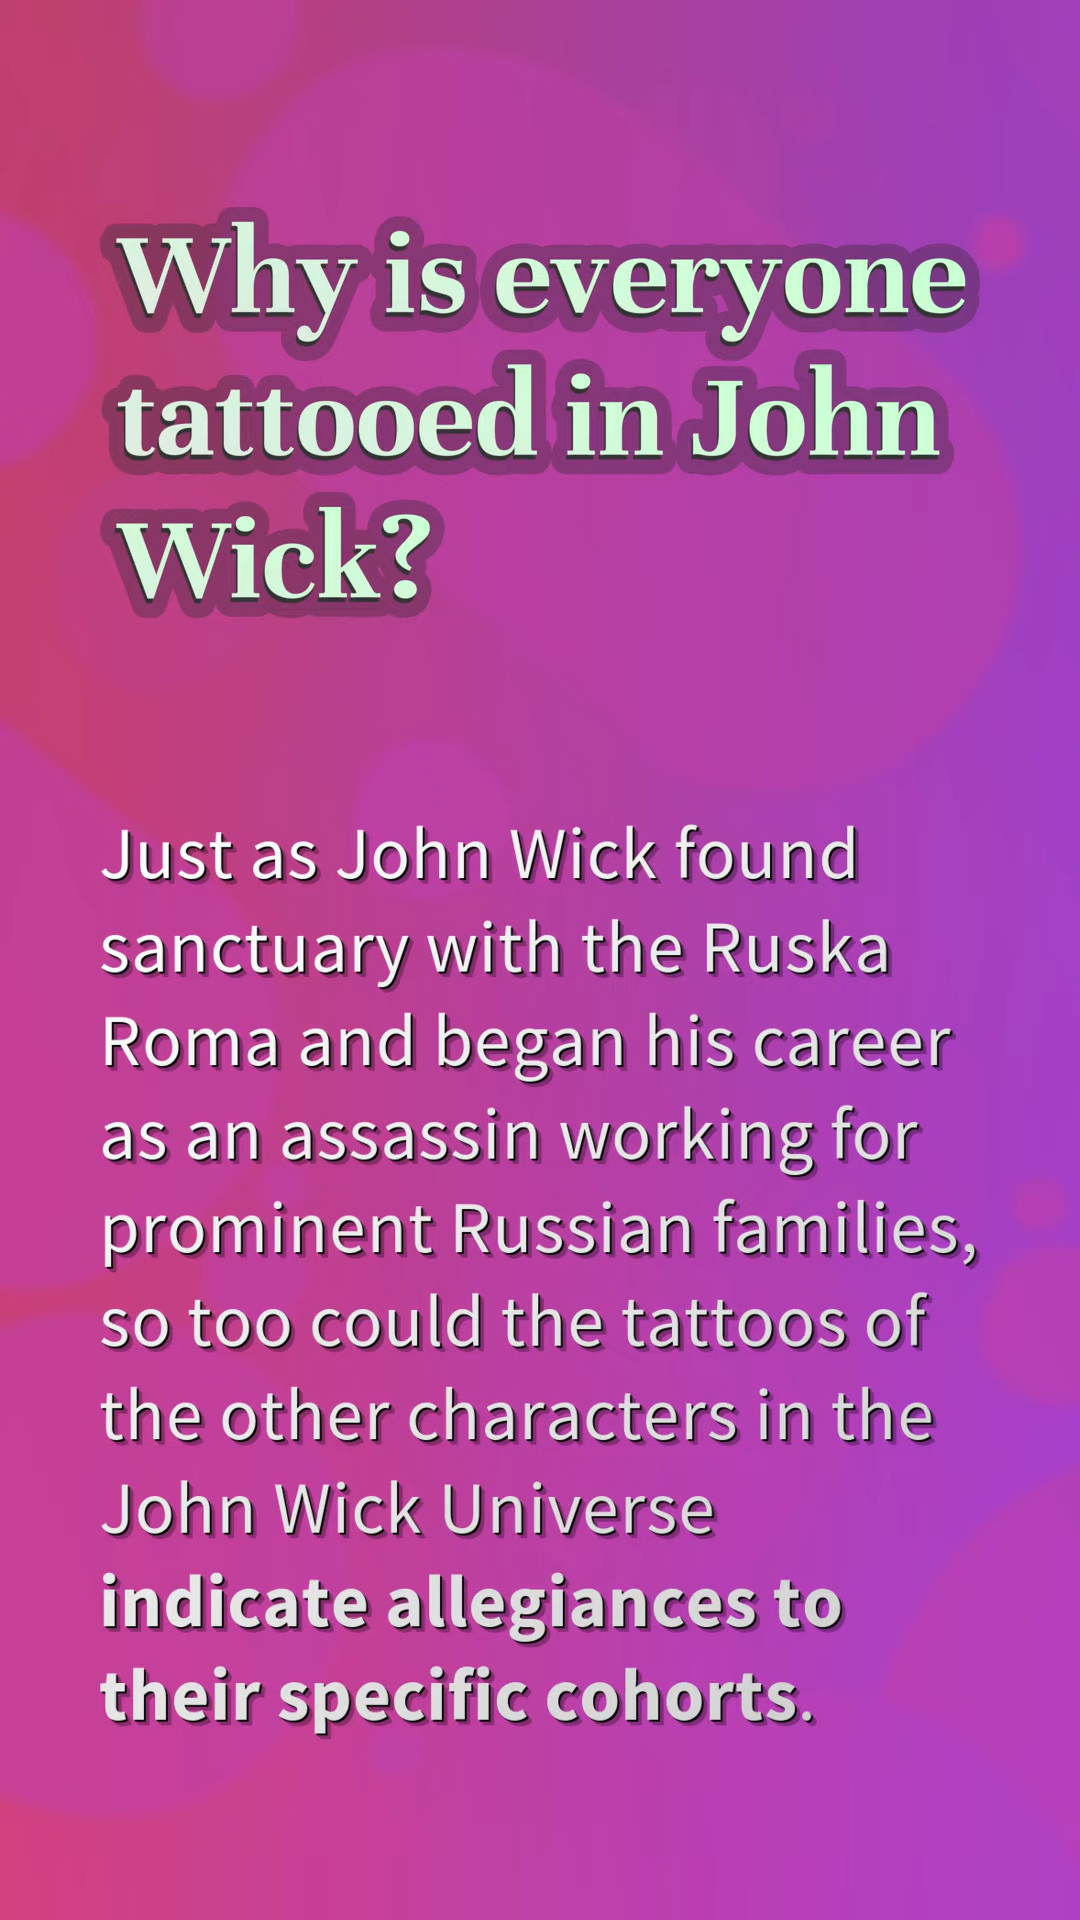 Why is everyone
tattooed in John
Wick?
Just as John Wick found
sanctuary with the Ruska
Roma and began his career
as an assassin working for
prominent Russian families,
so too could the tattoos of
the other characters in the
John Wick Universe
indicate allegiances to
their specific cohorts.